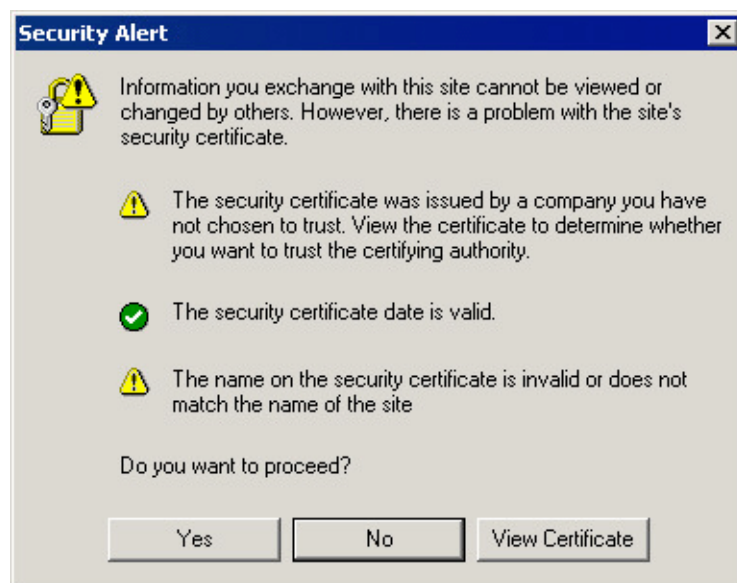 Security Alert
Information you exchange with this site cannot be viewed or
changed by others. However, there is a problem with the site's
security certificate.
The security certificate was issued by a company you have
not chosen to trust. View the certificate to determine whether
you want to trust the certifying authority.
The security certificate date is valid.
The name on the security certificate is invalid or does not
match the name of the site
Do you want to proceed?
Yes No View Certificate